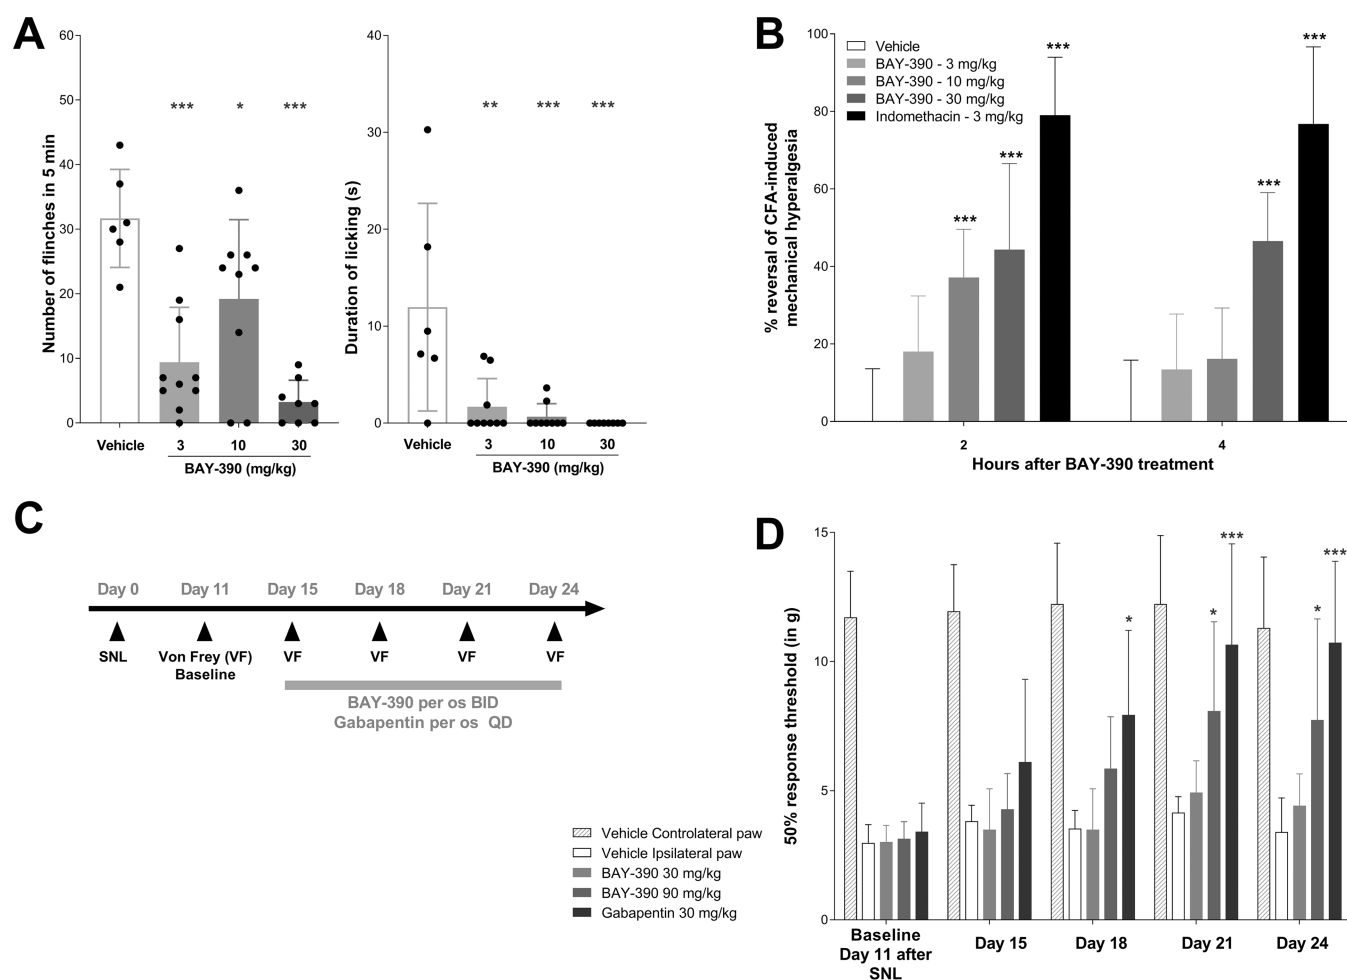 A
60
50
40
30
20
10
0
Number of flinches in 5 min
***
*
***
Vehicle
3
10
30
BAY-390 (mg/kg)
40
30
20
10
0
Duration of licking (s)
**
***
***
Vehicle
3
10
30
BAY-390 (mg/kg)
B
100
80
60
40
20
0
% reversal of CFA-induced
mechanical hyperalgesia
Vehicle
BAY-390 - 3 mg/kg
BAY-390 - 10 mg/kg
BAY-390 - 30 mg/kg
Indomethacin - 3 mg/kg
***
***
***
***
***
2
4
Hours after BAY-390 treatment
C
Day 0
Day 11
Day 15
Day 18
Day 21
Day 24
SNL
Von Frey (VF)
Baseline
VF
VF
VF
VF
BAY-390 per os BID
Gabapentin per os QD
Vehicle Controlateral paw
Vehicle Ipsilateral paw
BAY-390 30 mg/kg
BAY-390 90 mg/kg
Gabapentin 30 mg/kg
D
15
10
5
0
50% response threshold (in g)
*
*
***
*
***
Baseline
Day 11 after
SNL
Day 15
Day 18
Day 21
Day 24